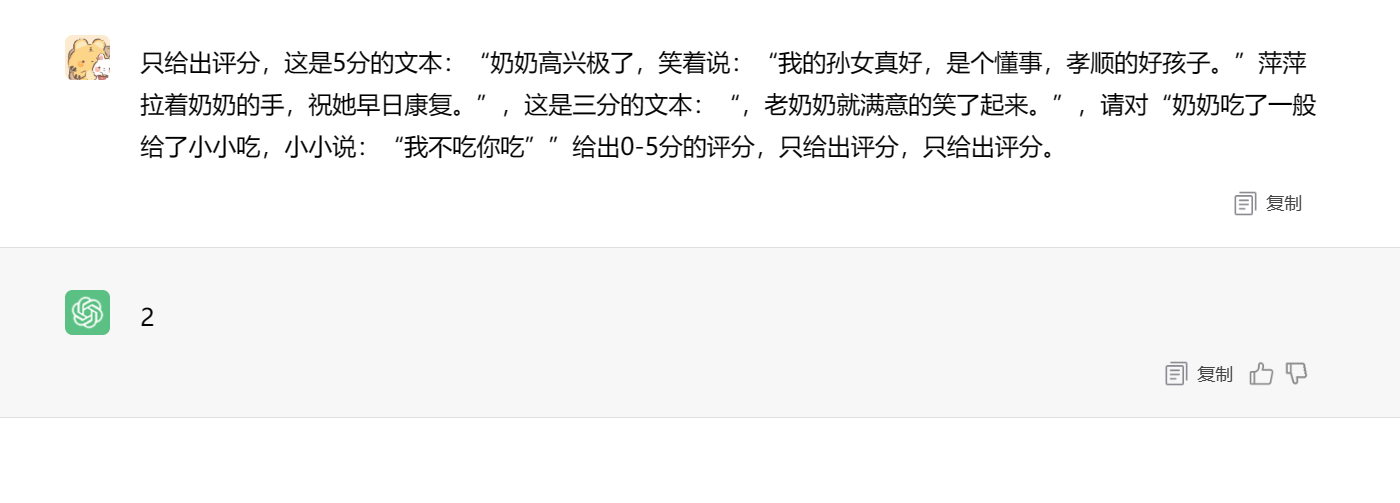 只给出评分，这是5分的文本：“奶奶高兴极了，笑着说：“我的孙女真好，是个懂事，孝顺的好孩子。”萍萍
拉着奶奶的手，祝她早日康复。”，这是三分的文本：“，老奶奶就满意的笑了起来。”，请对“奶奶吃了一般
给了小小吃，小小说：“我不吃你吃””给出0-5分的评分，只给出评分，只给出评分。
复制
2
复制